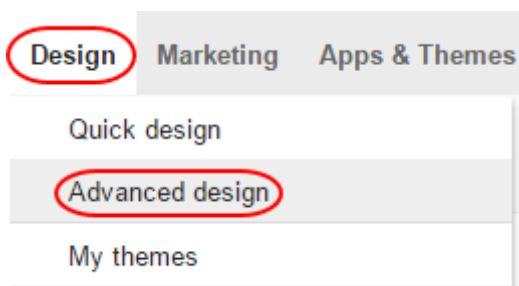 Design Marketing Apps & Themes
Quick design
Advanced design
My themes